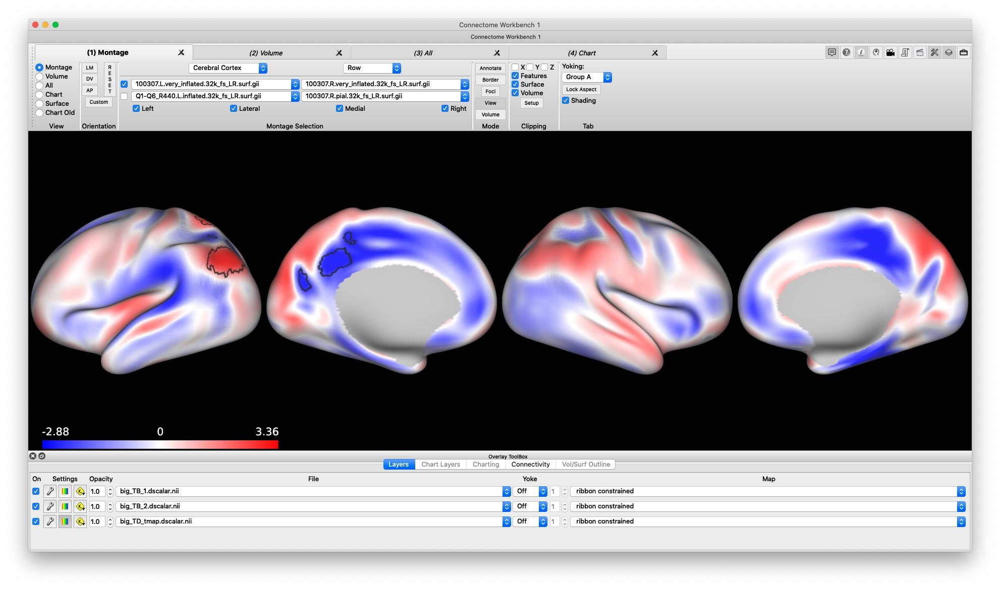 Connectome Workbench 1
Connectome Workbench 1
(1) Montage (2) Volume (3) All (4) Chart
Montage
Volume
All
Chart
Surface
Chart Old
View
LM
DV
AP
RESET
Custom
Orientation
Cerebral Cortex Row
100307.L.very_inflated.32k_fs_LR.surf.gii 100307.R.very_inflated.32k_fs_LR.surf.gii
Q1-Q6_R440.L.inflated.32k_fs_LR.surf.gii 100307.R.pial.32k_fs_LR.surf.gii
Left Lateral Medial Right
Montage Selection
Annotate
Border
Foci
View
Volume
Mode
X Y Z
Features
Surface
Volume
Setup
Clipping
Yoking:
Group A
Lock Aspect
Shading
Tab
-2.88 0 3.36
Overlay ToolBox
Layers Chart Layers Charting Connectivity Vol/Surf Outline
On Settings Opacity File Yoke Map
1.0 big_TB_1.dscalar.nii Off 1 ribbon constrained
1.0 big_TB_2.dscalar.nii Off 1 ribbon constrained
1.0 big_TD_tmap.dscalar.nii Off 1 ribbon constrained